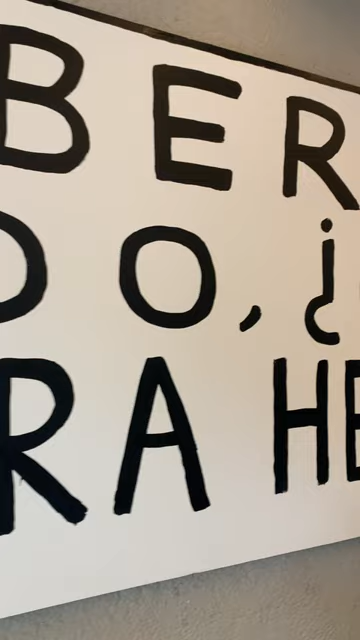 BER
DO, ¿
RA HE